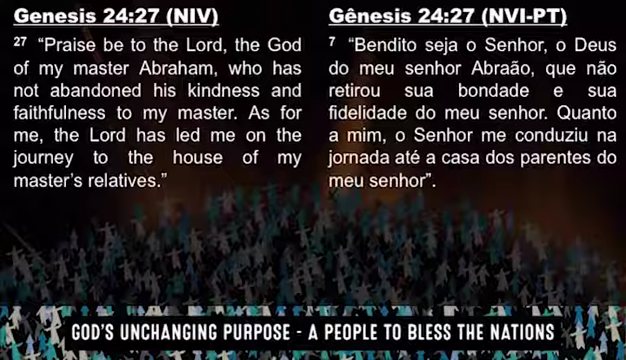 Genesis 24:27 (NIV)
27 “Praise be to the Lord, the God
of my master Abraham, who has
not abandoned his kindness and
faithfulness to my master. As for
me, the Lord has led me on the
journey to the house of my
master’s relatives.”
Gênesis 24:27 (NVI-PT)
7 “Bendito seja o Senhor, o Deus
do meu senhor Abraão, que não
retirou sua bondade e sua
fidelidade do meu senhor. Quanto
a mim, o Senhor me conduziu na
jornada até a casa dos parentes do
meu senhor”.
GOD'S UNCHANGING PURPOSE - A PEOPLE TO BLESS THE NATIONS